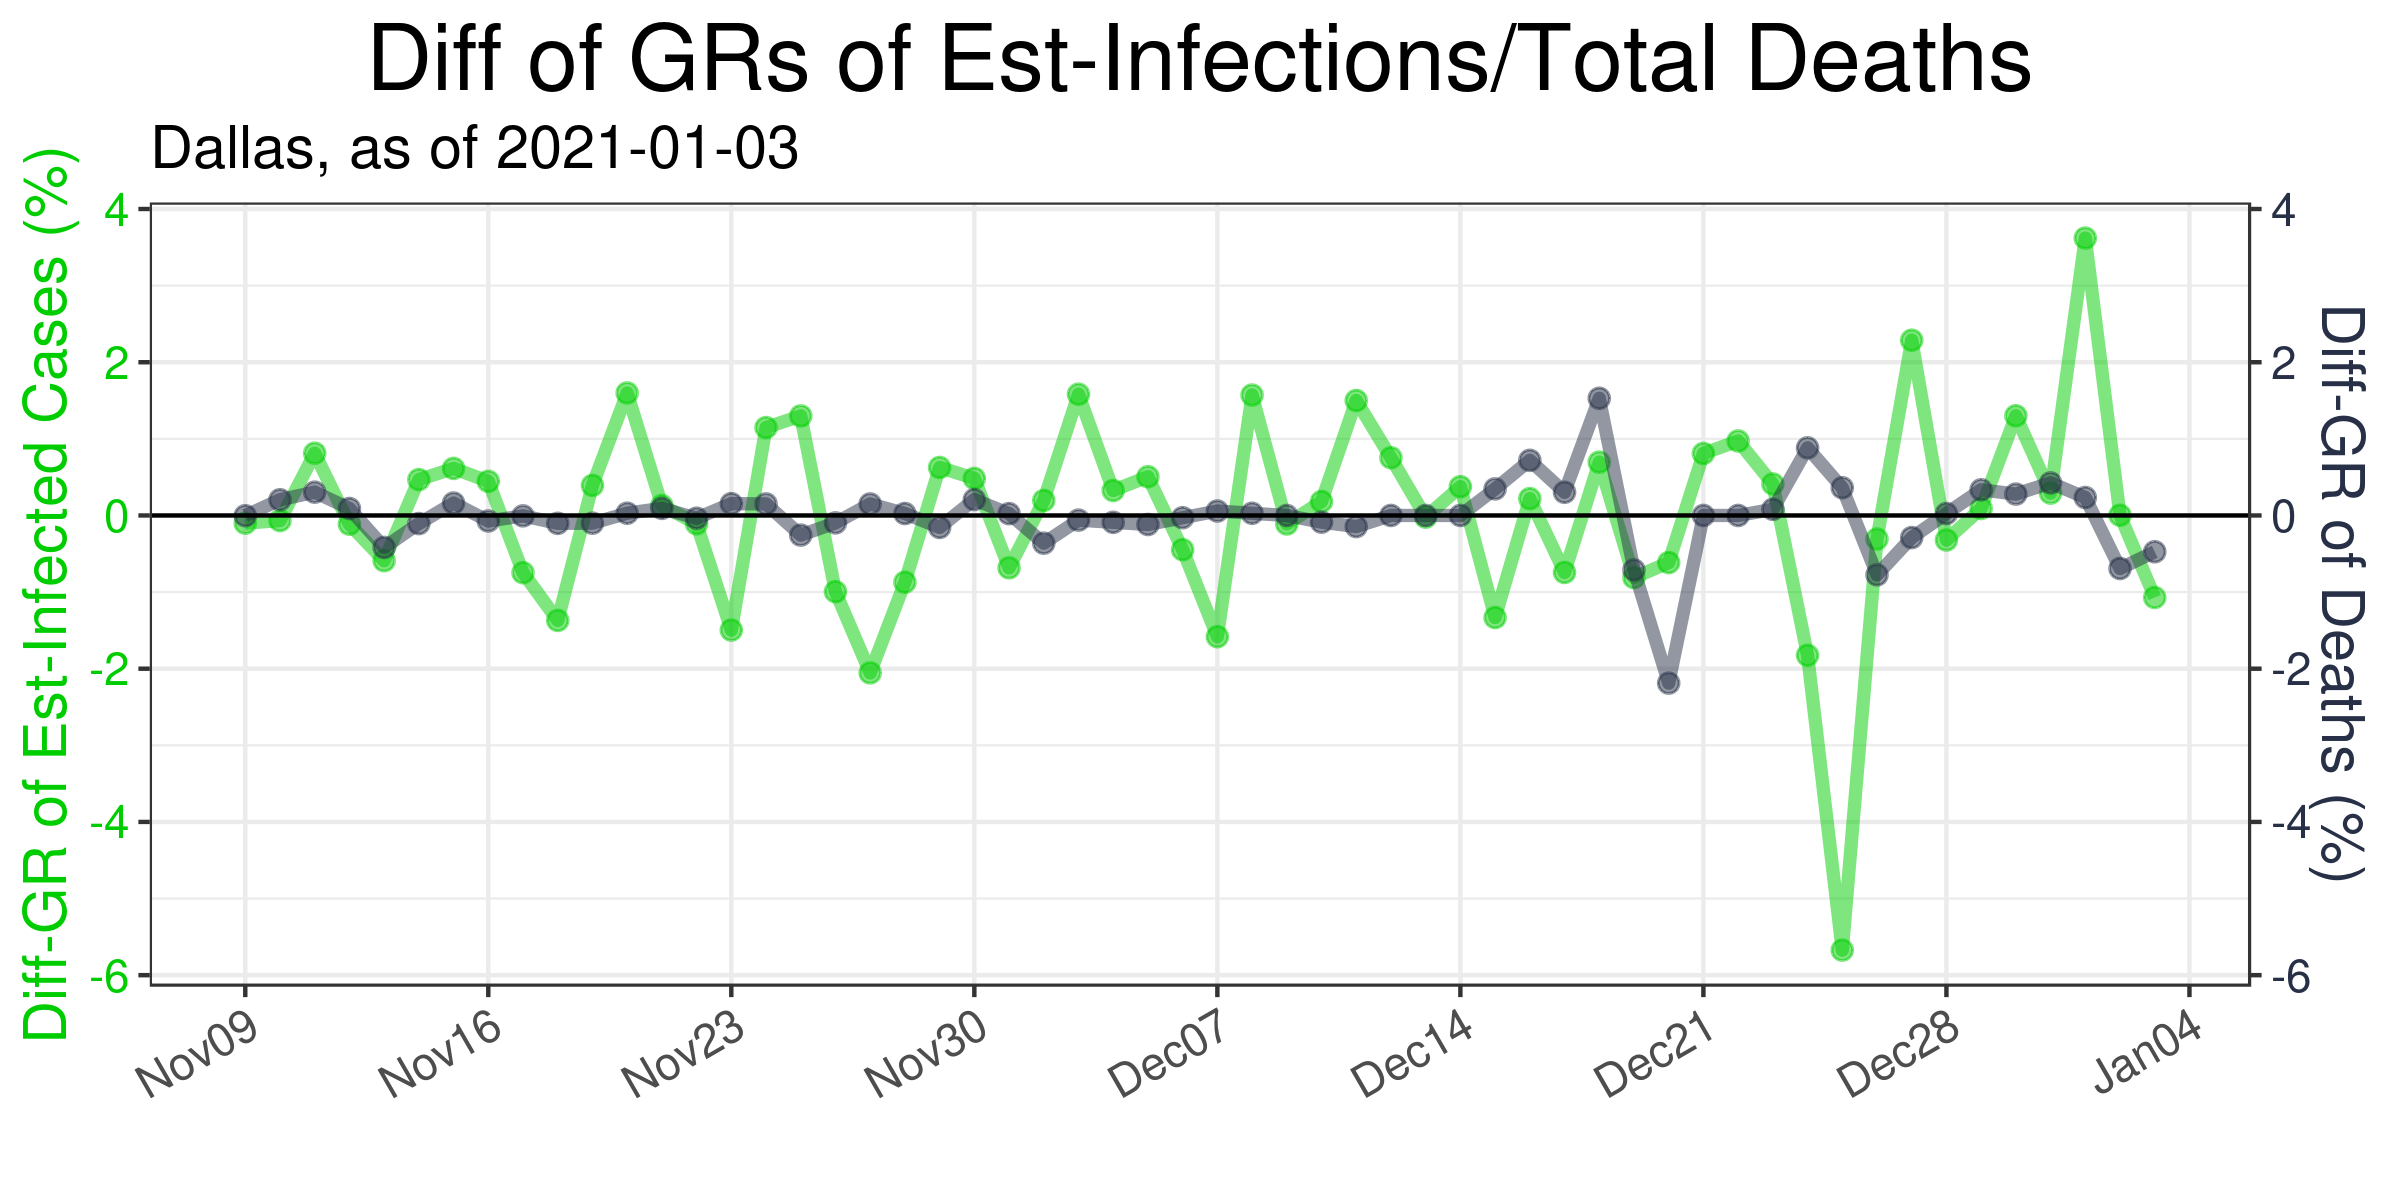 Diff of GRs of Est-Infections/Total Deaths
Dallas, as of 2021-01-03
Diff-GR of Est-Infected Cases (%)
4
2
0
-2
-4
-6
4
2
0
-2
-4
-6
Diff-GR of Deaths (%)
Nov09
Nov16
Nov23
Nov30
Dec07
Dec14
Dec21
Dec28
Jan04